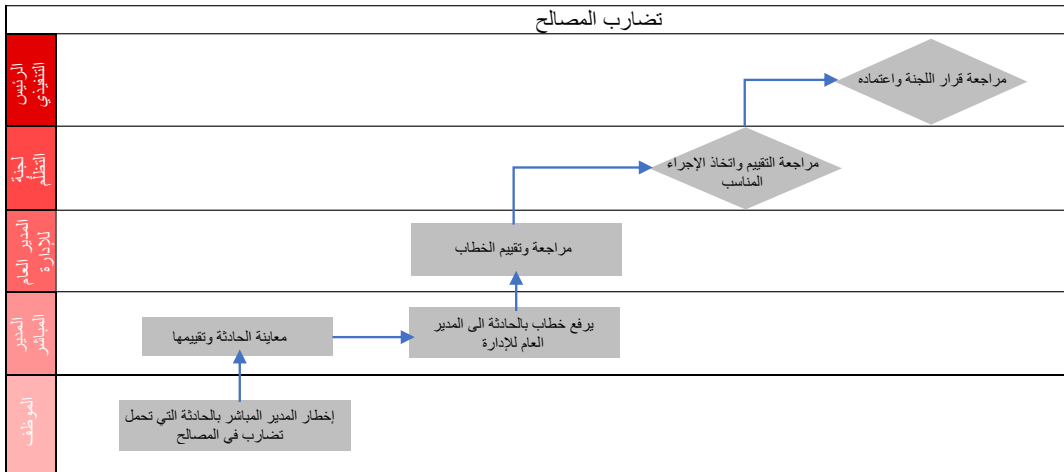 تضارب المصالح
الرئيس
التنفيذي
مراجعة قرار اللجنة واعتماده
لجنة
التظلم
مراجعة التقييم واتخاذ الإجراء
المناسب
المدير العام
للإدارة
مراجعة وتقييم الخطاب
المدير
المباشر
معاينة الحادثة وتقييمها
يرفع خطاب بالحادثة الى المدير
العام للإدارة
الموظف
إخطار المدير المباشر بالحادثة التي تحمل
تضارب في المصالح